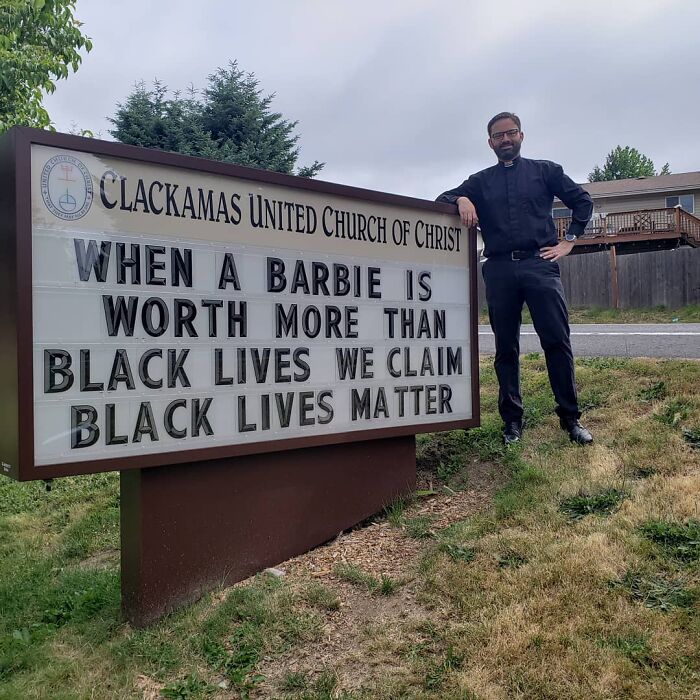 CLACKAMAS UNITED CHURCH OF CHRIST
WHEN A BARBIE IS
WORTH MORE THAN
BLACK LIVES WE CLAIM
BLACK LIVES MATTER